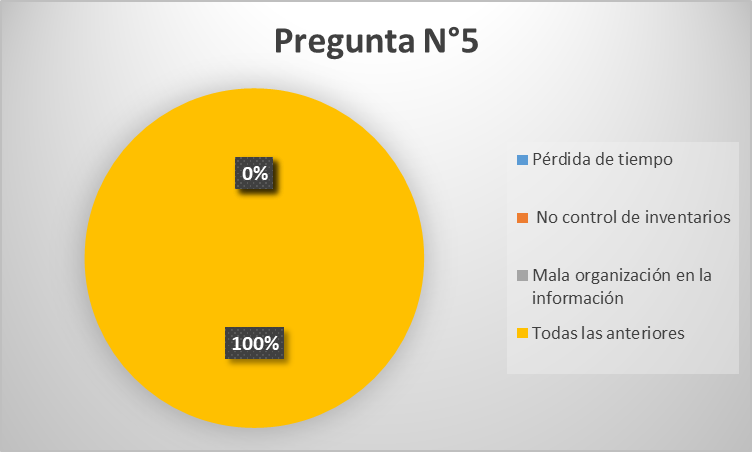 Pregunta N°5
0%
100%
Pérdida de tiempo
No control de inventarios
Mala organización en la
información
Todas las anteriores